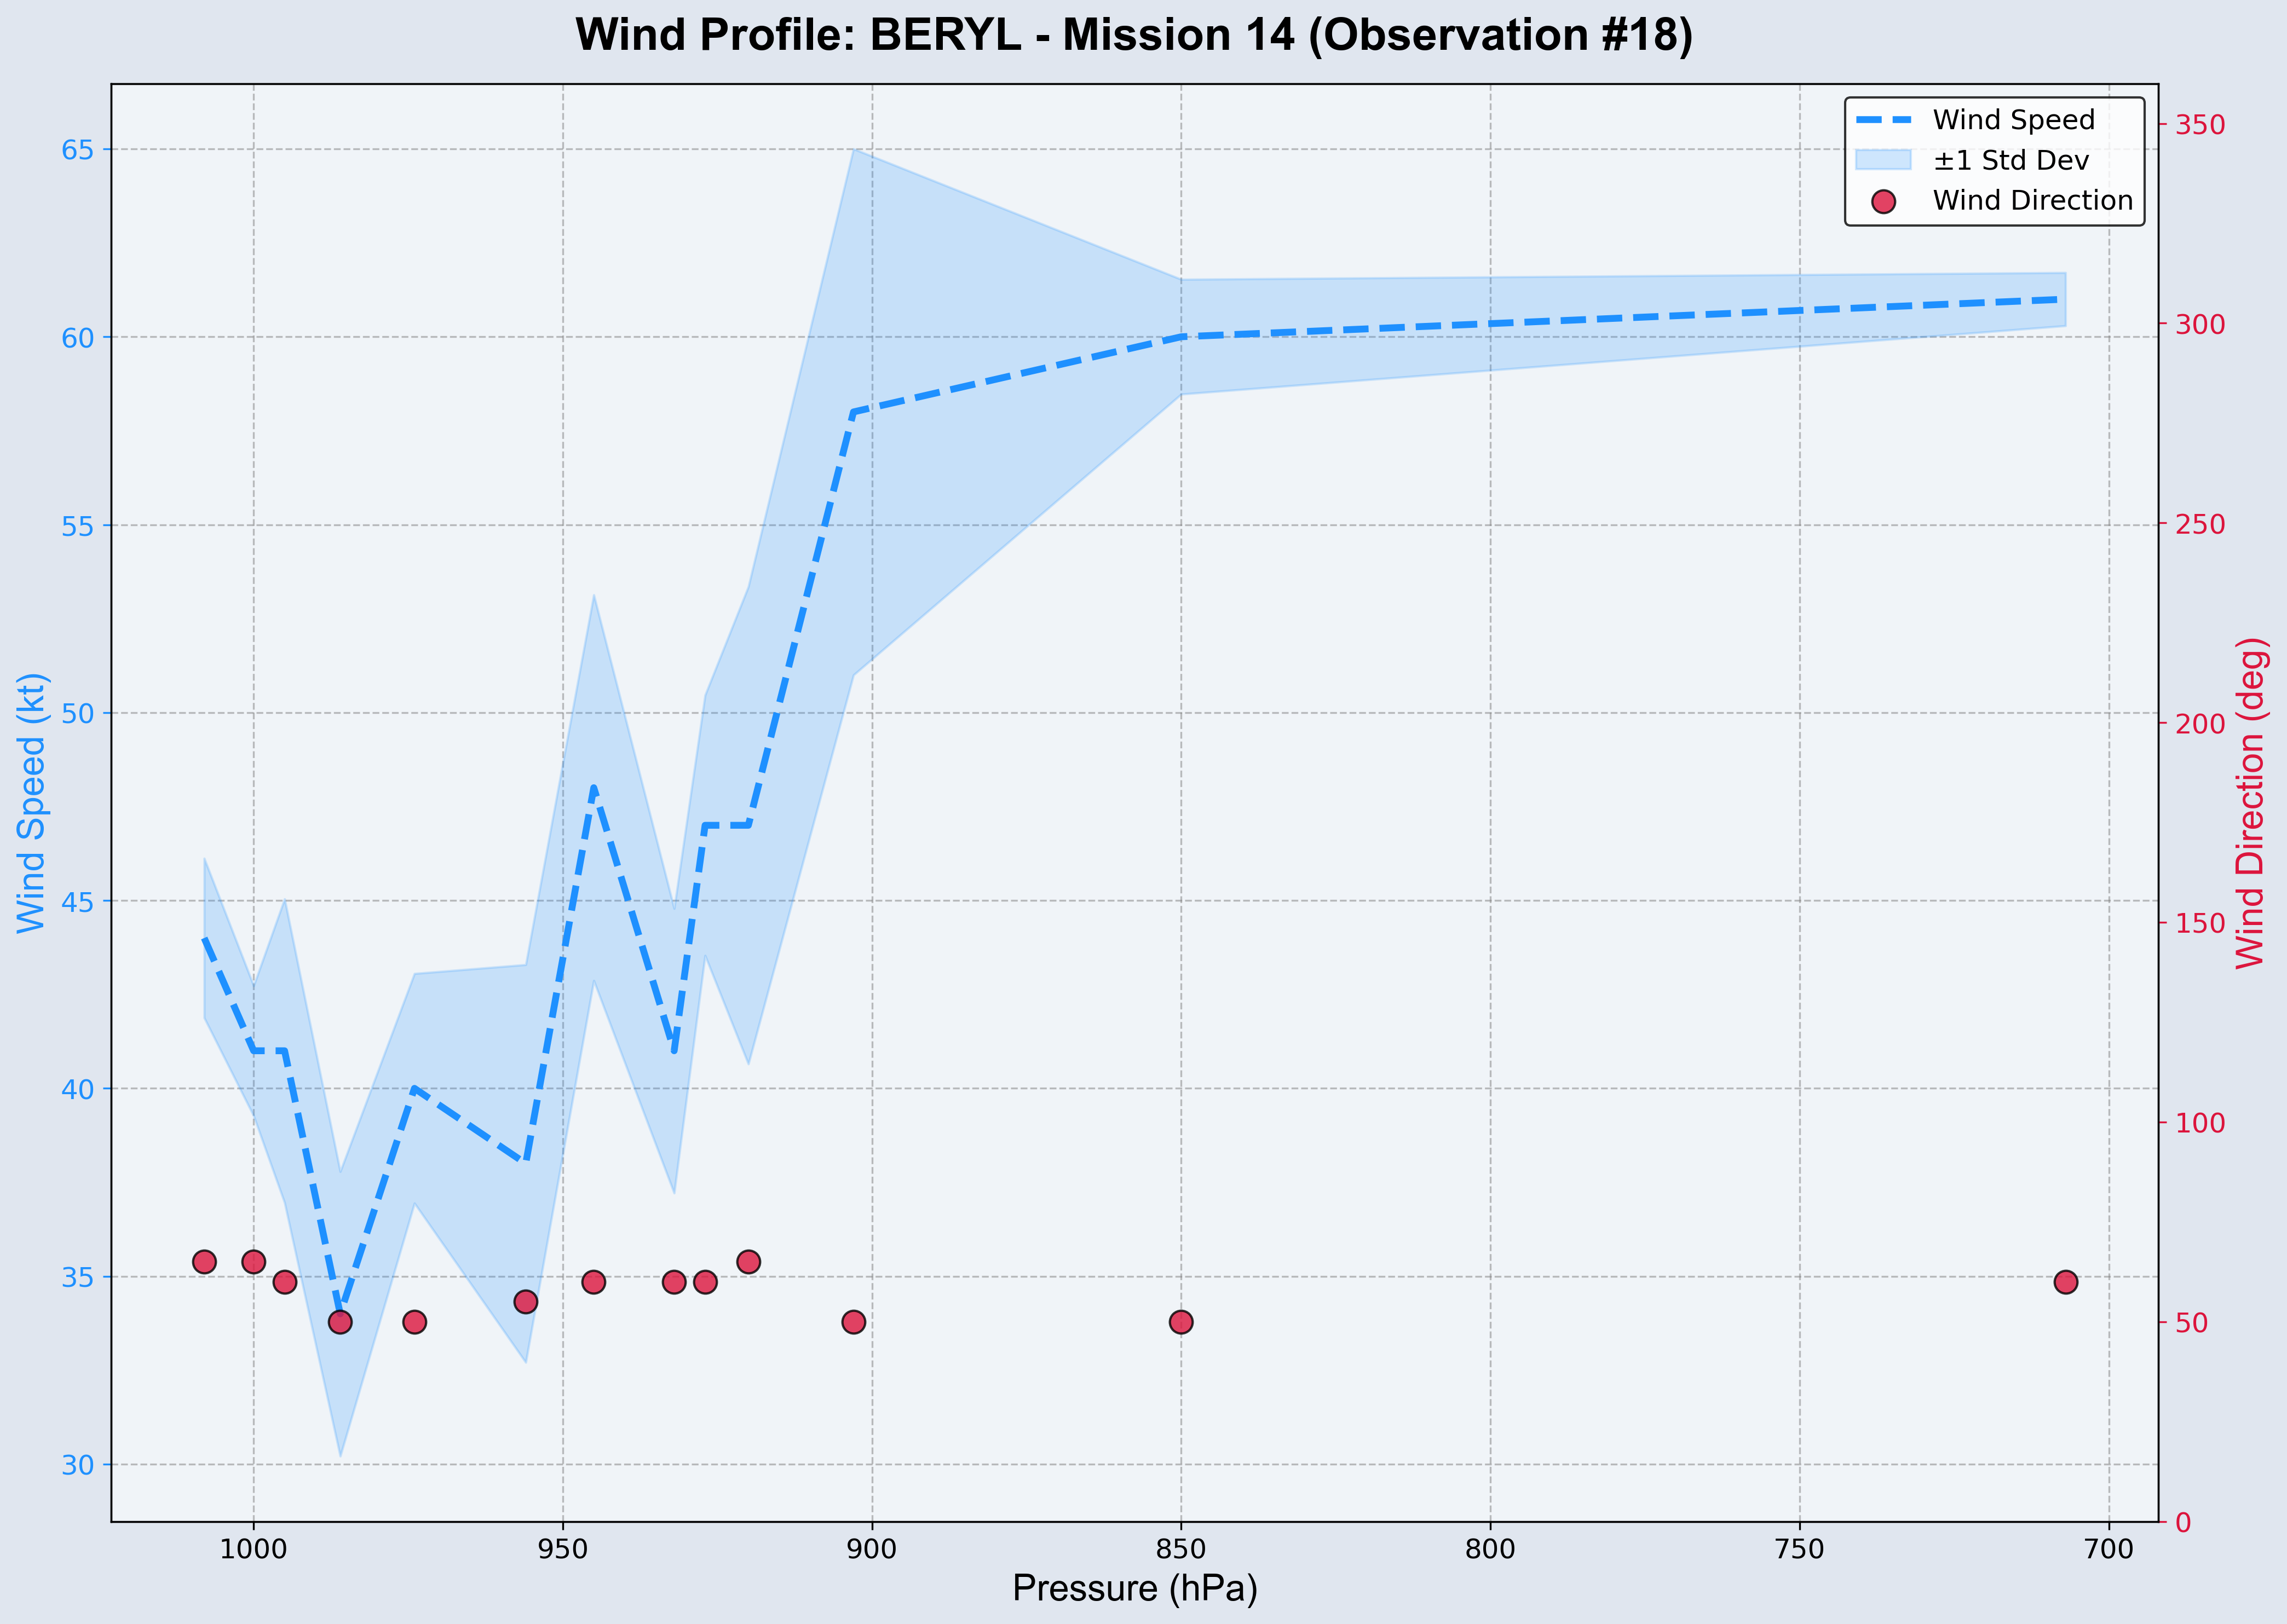 Wind Profile: BERYL - Mission 14 (Observation #18)
Wind Speed
±1 Std Dev
Wind Direction
Wind Speed (kt)
65
60
55
50
45
40
35
30
350
300
250
200
150
100
50
0
Wind Direction (deg)
1000 950 900 850 800 750 700
Pressure (hPa)